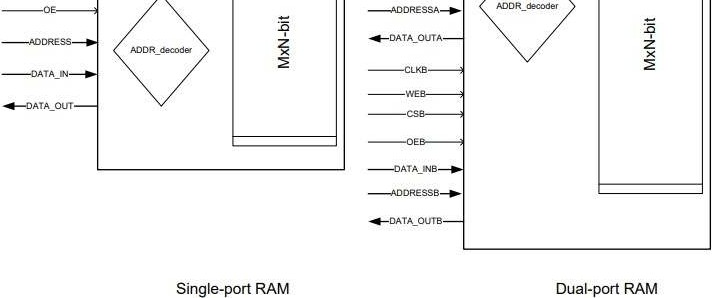 OE
ADDRESS
DATA_IN
DATA_OUT
ADDR_decoder
MxN-bit
ADDRESSA
DATA_OUTA
CLKB
WEB
CSB
OEB
DATA_INB
ADDRESSB
DATA_OUTB
ADDR_decoder
MxN-bit
Single-port RAM
Dual-port RAM